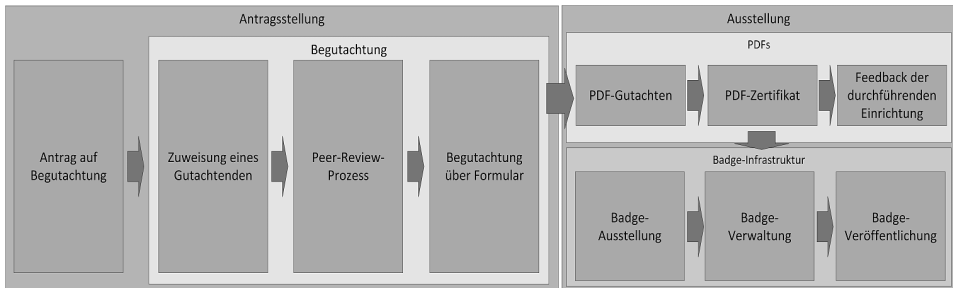 Antragsstellung
Begutachtung
Antrag auf
Begutachtung
Zuweisung eines
Gutachtenden
Peer-Review-
Prozess
Begutachtung
über Formular
Ausstellung
PDFs
PDF-Gutachten
PDF-Zertifikat
Feedback der
durchführenden
Einrichtung
Badge-Infrastruktur
Badge-
Ausstellung
Badge-
Verwaltung
Badge-
Veröffentlichung